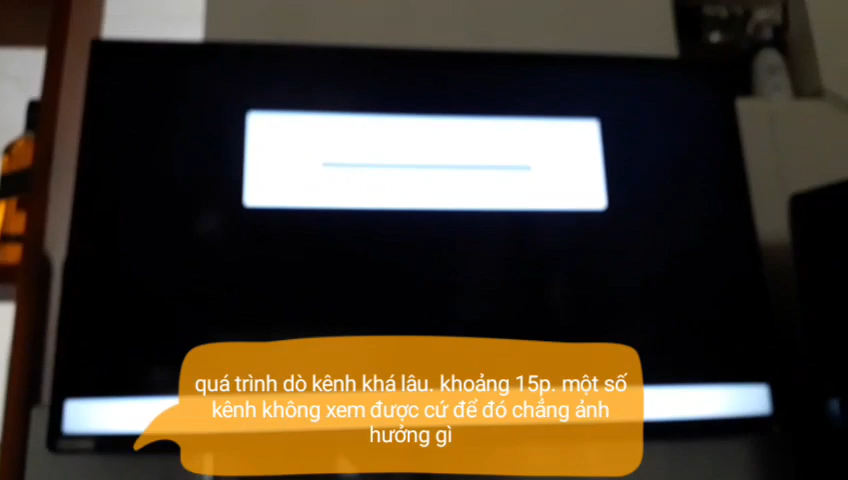 quá trình dò kênh khá lâu. khoảng 15p. một số
kênh không xem được cứ để đó chẳng ảnh
hưởng gì